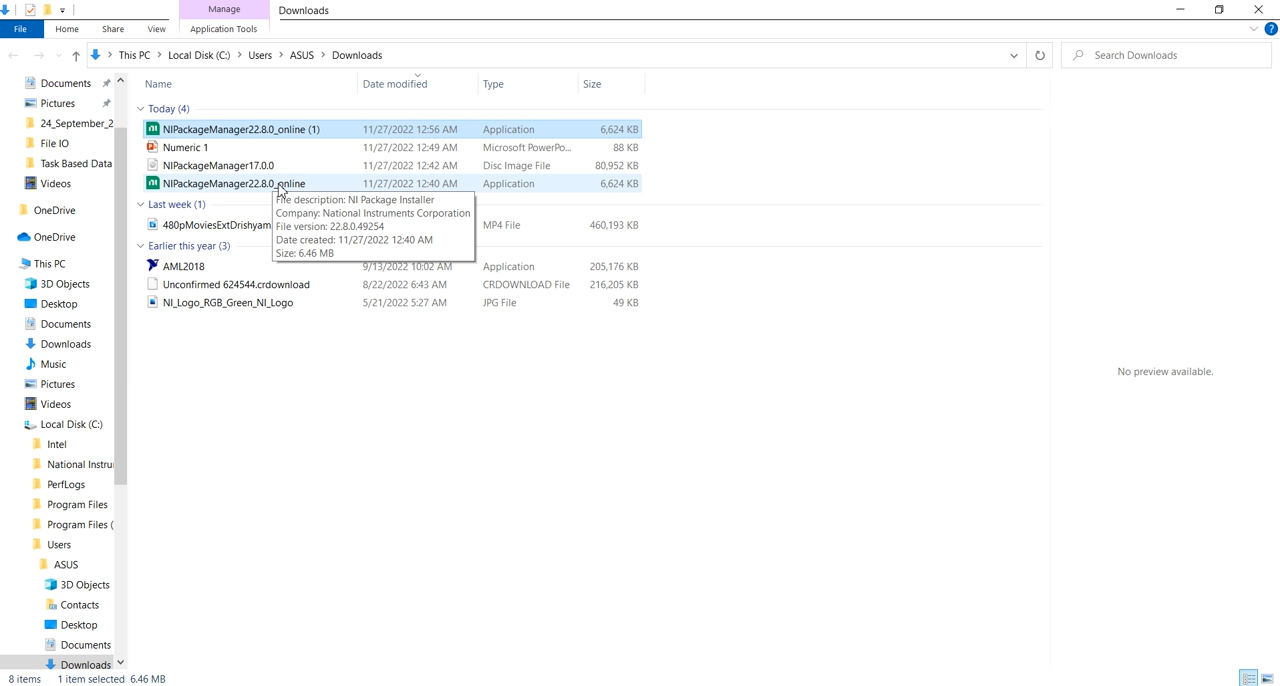 Manage
Downloads
File Home Share View Application Tools
This PC > Local Disk (C:) > Users > ASUS > Downloads
Search Downloads
Name Date modified Type Size
Documents
Pictures
24_September_2
File IO
Task Based Data
Videos
OneDrive
OneDrive
This PC
3D Objects
Desktop
Documents
Downloads
Music
Pictures
Videos
Local Disk (C:)
Intel
National Instru
PerfLogs
Program Files
Program Files (
Users
ASUS
3D Objects
Contacts
Desktop
Documents
Downloads
Today (4)
NIPackageManager22.8.0_online (1) 11/27/2022 12:56 AM Application 6,624 KB
Numeric 1 11/27/2022 12:49 AM Microsoft PowerPo... 88 KB
NIPackageManager17.0.0 11/27/2022 12:42 AM Disc Image File 80,952 KB
NIPackageManager22.8.0_online 11/27/2022 12:40 AM Application 6,624 KB
File description: NI Package Installer
Company: National Instruments Corporation
File version: 22.8.0.49254
Date created: 11/27/2022 12:40 AM
Size: 6.46 MB
Last week (1)
480pMoviesExtDrishyam MP4 File 460,193 KB
Earlier this year (3)
AML2018 9/13/2022 10:02 AM Application 205,176 KB
Unconfirmed 624544.crdownload 8/22/2022 6:43 AM CRDOWNLOAD File 216,205 KB
NI_Logo_RGB_Green_NI_Logo 5/21/2022 5:27 AM JPG File 49 KB
No preview available.
8 items 1 item selected 6.46 MB